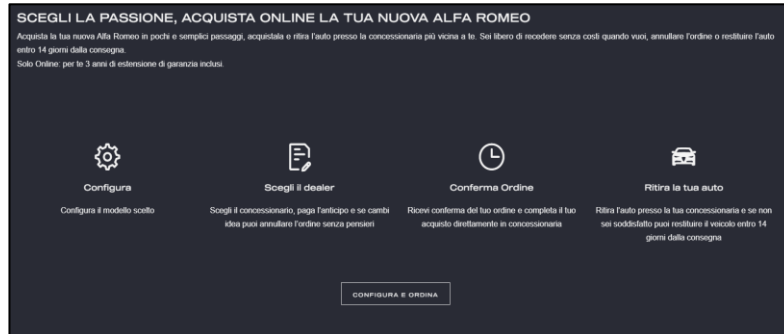 SCEGLI LA PASSIONE, ACQUISTA ONLINE LA TUA NUOVA ALFA ROMEO
Acquista la tua nuova Alfa Romeo in pochi e semplici passaggi, acquistala e ritira l'auto presso la concessionaria più vicina a te. Sei libero di recedere senza costi quando vuoi, annullare l'ordine o restituire l'auto
entro 14 giorni dalla consegna.
Solo Online: per te 3 anni di estensione di garanzia inclusi.
Configura
Configura il modello scelto
Scegli il dealer
Scegli il concessionario, paga l'anticipo e se cambi
idea puoi annullare l'ordine senza pensieri
Conferma Ordine
Ricevi conferma del tuo ordine e completa il tuo
acquisto direttamente in concessionaria
Ritira la tua auto
Ritira l'auto presso la tua concessionaria e se non
sei soddisfatto puoi restituire il veicolo entro 14
giorni dalla consegna
CONFIGURA E ORDINA